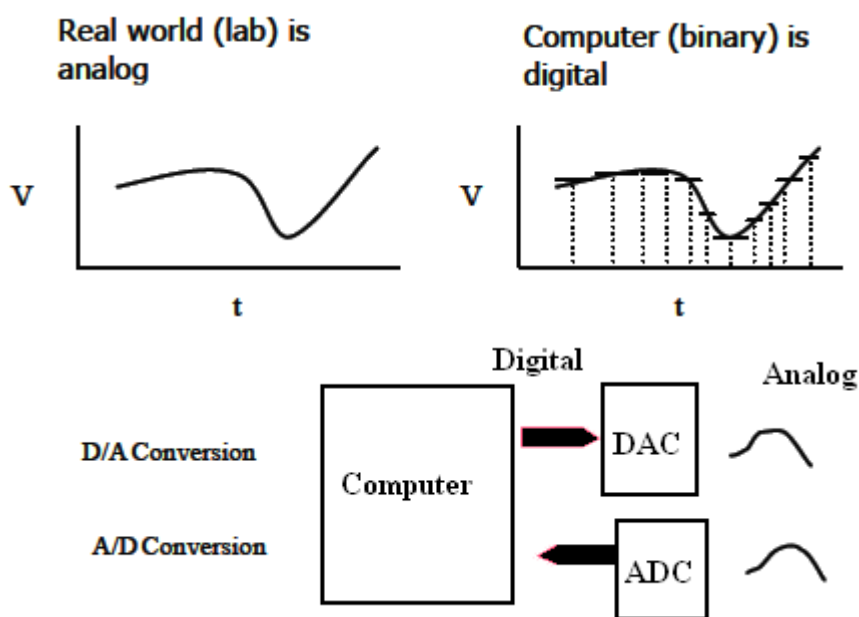 Real world (lab) is
analog
Computer (binary) is
digital
V
t
V
t
Digital
Analog
D/A Conversion
Computer
DAC
A/D Conversion
ADC